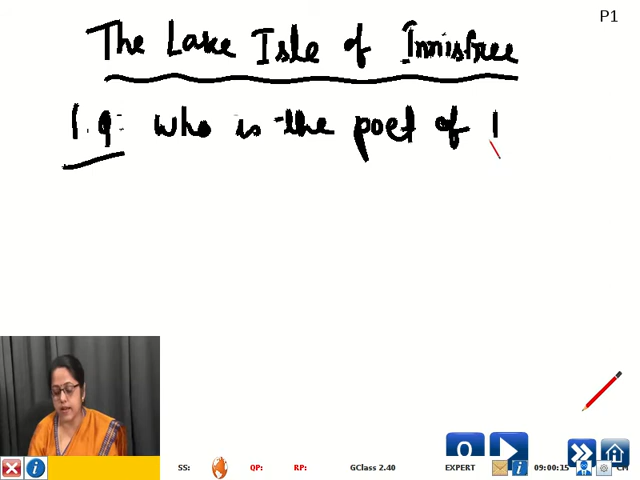 P1
The Lake Isle of Innisfree
1.Q: who is the poet of
SS: QP: RP: GClass 2.40 EXPERT 09:00:15 CM